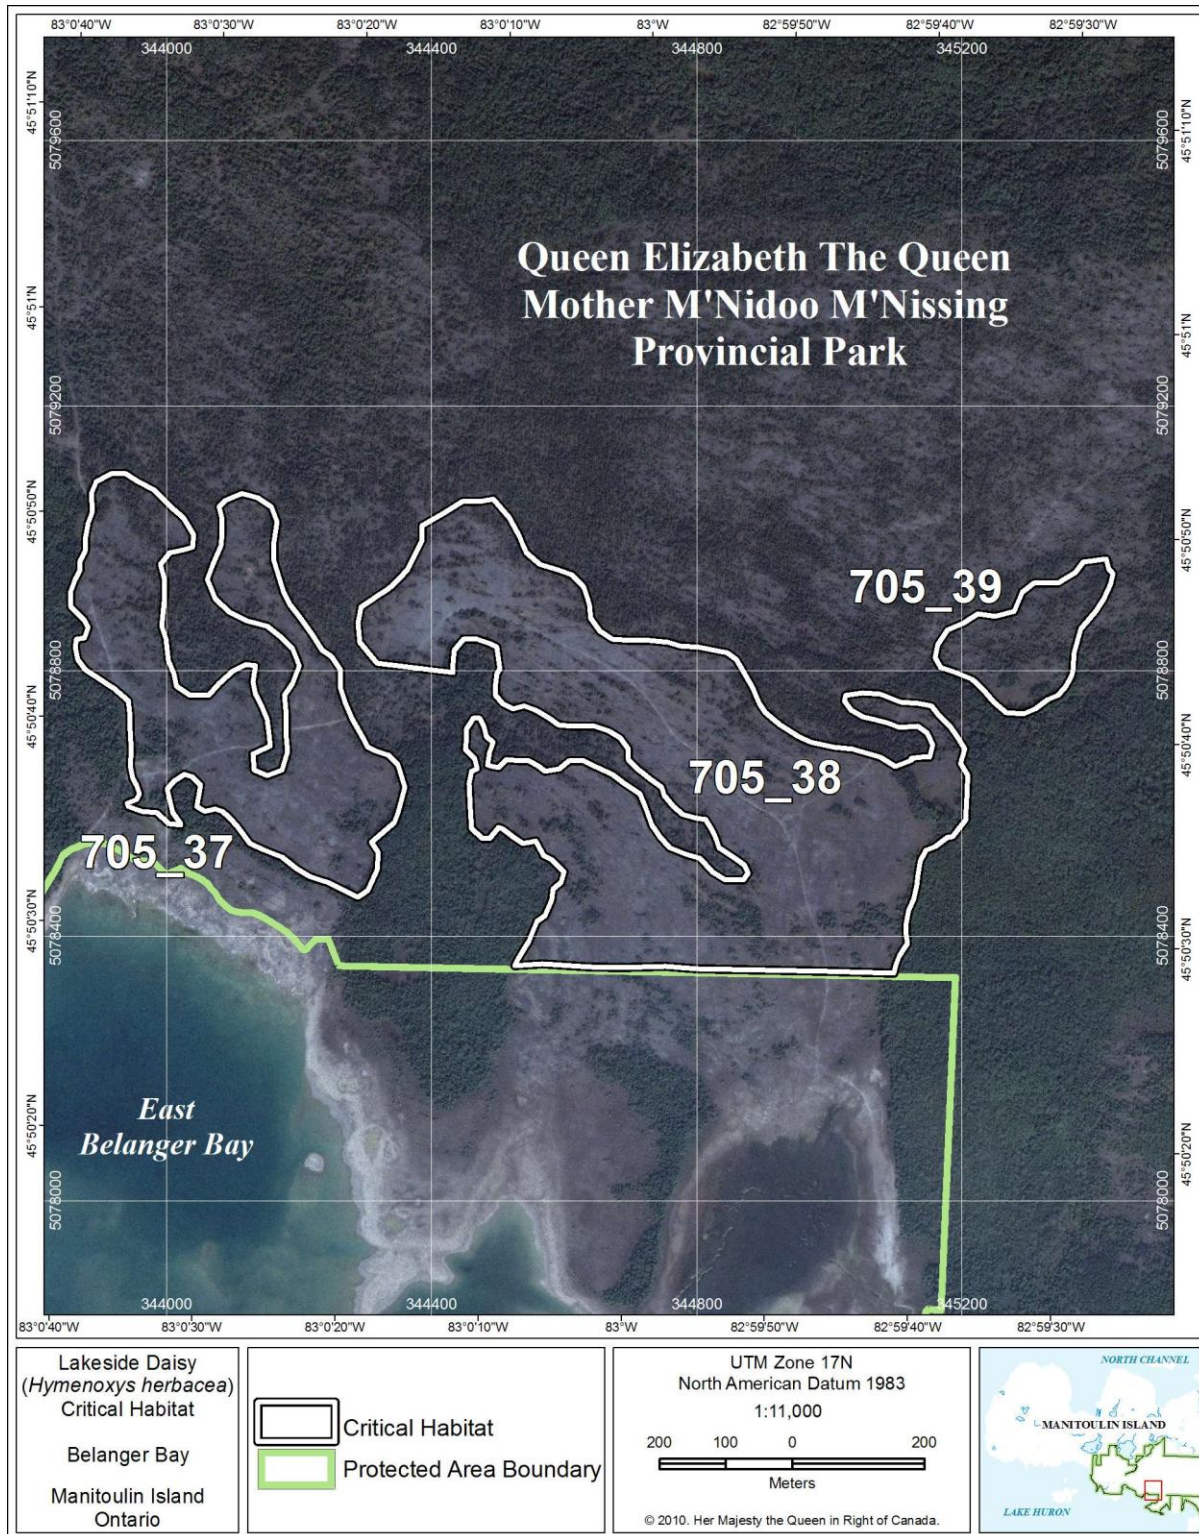 83°0'40"W 83°0'30"W 83°0'20"W 83°0'10"W 83°W 82°59'50"W 82°59'40"W 82°59'30"W
344000 344400 344800 345200
45°51'10"N 45°51'10"N
5079600 5079600
Queen Elizabeth The Queen
Mother M'Nidoo M'Nissing
Provincial Park
45°51'N 45°51'N
5079200 5079200
45°50'50"N 45°50'50"N
705_39
5078800 5078800
45°50'40"N 45°50'40"N
705_38
705_37
45°50'30"N 45°50'30"N
5078400 5078400
East
Belanger Bay
45°50'20"N 45°50'20"N
5078000 5078000
344000 344400 344800 345200
83°0'40"W 83°0'30"W 83°0'20"W 83°0'10"W 83°W 82°59'50"W 82°59'40"W 82°59'30"W
Lakeside Daisy
(Hymenoxys herbacea)
Critical Habitat
Belanger Bay
Manitoulin Island
Ontario
Critical Habitat
Protected Area Boundary
UTM Zone 17N
North American Datum 1983
1:11,000
200 100 0 200
Meters
© 2010. Her Majesty the Queen in Right of Canada.
NORTH CHANNEL
MANITOULIN ISLAND
LAKE HURON